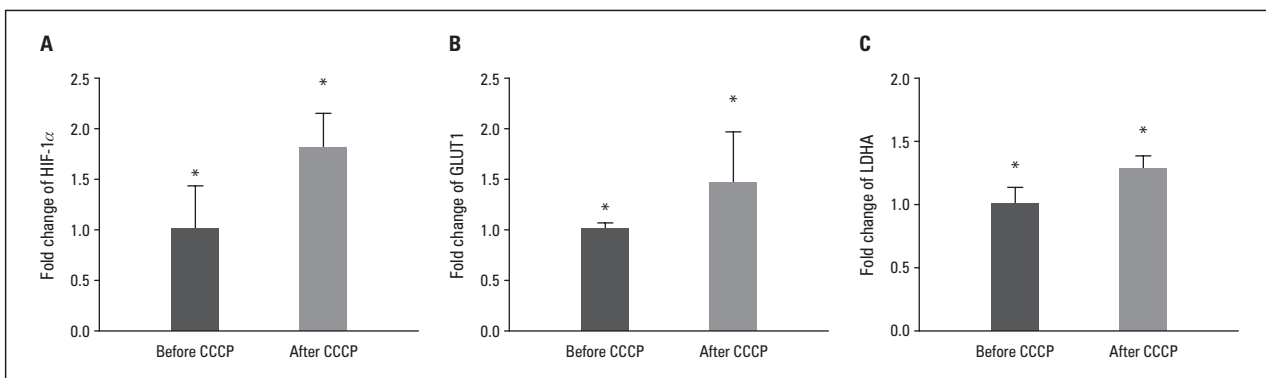 A
Fold change of HIF-1α
2.5
2.0
1.5
1.0
0.5
0.0
*
*
Before CCCP
After CCCP
B
Fold change of GLUT1
2.5
2.0
1.5
1.0
0.5
0.0
*
*
Before CCCP
After CCCP
C
Fold change of LDHA
2.0
1.5
1.0
0.5
0.0
*
*
Before CCCP
After CCCP